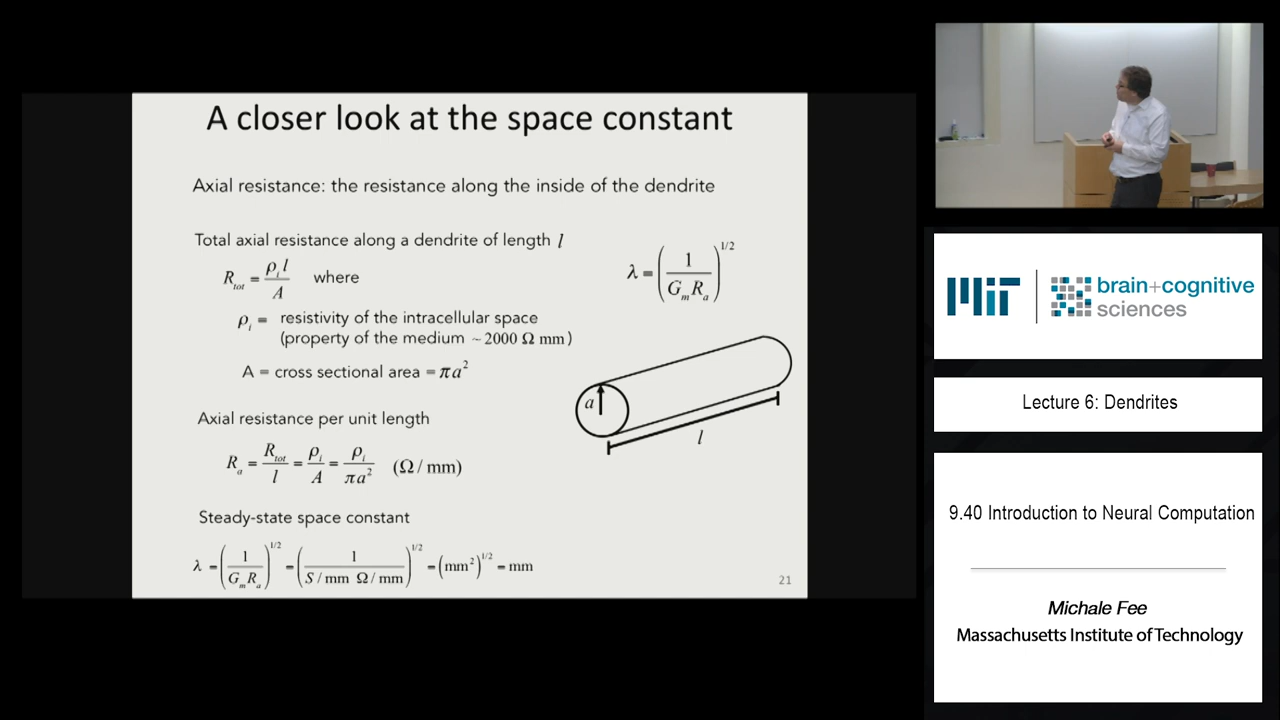 A closer look at the space constant
Axial resistance: the resistance along the inside of the dendrite
Total axial resistance along a dendrite of length l
R_tot = ρ_i l / A where
λ = (1 / G_m R_a)^1/2
ρ_i = resistivity of the intracellular space
(property of the medium ~2000 Ω mm)
A = cross sectional area = πa²
a
l
Axial resistance per unit length
R_a = R_tot / l = ρ_i / A = ρ_i / πa² (Ω / mm)
Steady-state space constant
λ = (1 / G_m R_a)^1/2 = (1 / S / mm Ω / mm)^1/2 = (mm²)^1/2 = mm
21
MIT
brain+cognitive
sciences
Lecture 6: Dendrites
9.40 Introduction to Neural Computation
Michale Fee
Massachusetts Institute of Technology